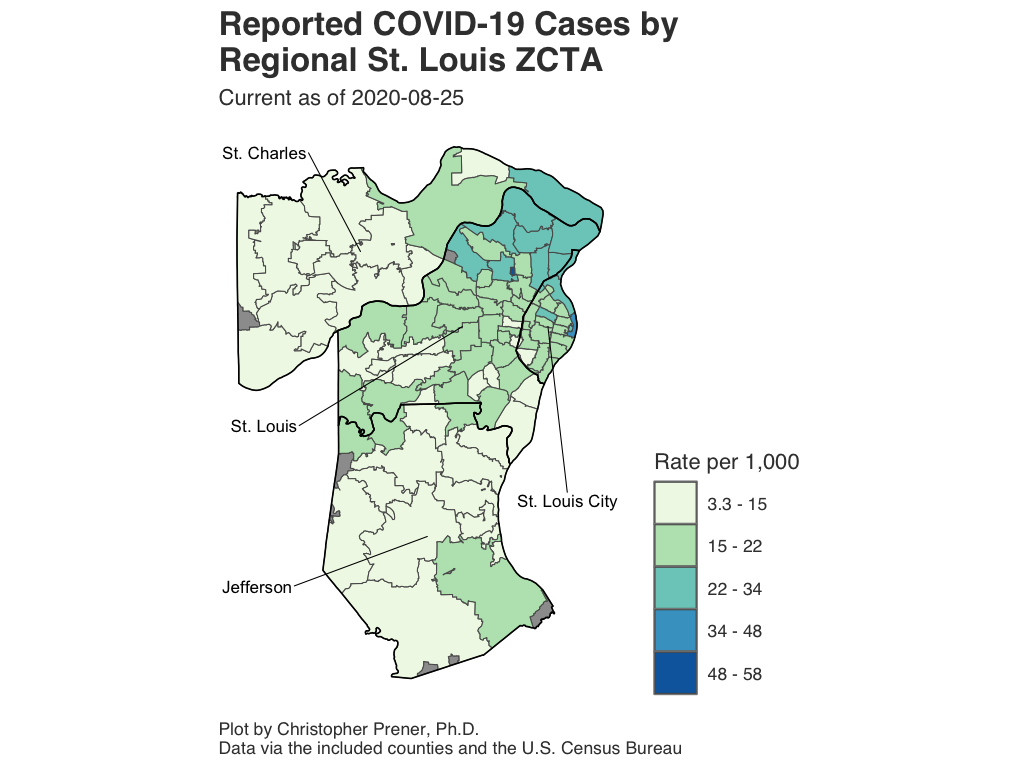 Reported COVID-19 Cases by
Regional St. Louis ZCTA
Current as of 2020-08-25
St. Charles
St. Louis
St. Louis City
Jefferson
Rate per 1,000
3.3 - 15
15 - 22
22 - 34
34 - 48
48 - 58
Plot by Christopher Prener, Ph.D.
Data via the included counties and the U.S. Census Bureau